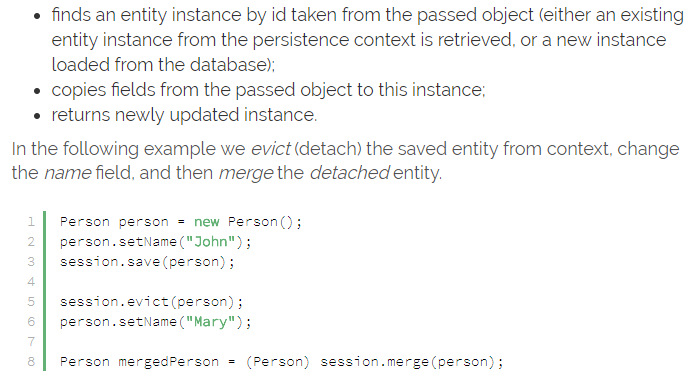 • finds an entity instance by id taken from the passed object (either an existing
entity instance from the persistence context is retrieved, or a new instance
loaded from the database);
• copies fields from the passed object to this instance;
• returns newly updated instance.
In the following example we evict (detach) the saved entity from context, change
the name field, and then merge the detached entity.
1 Person person = new Person();
2 person.setName("John");
3 session.save(person);
4
5 session.evict(person);
6 person.setName("Mary");
7
8 Person mergedPerson = (Person) session.merge(person);